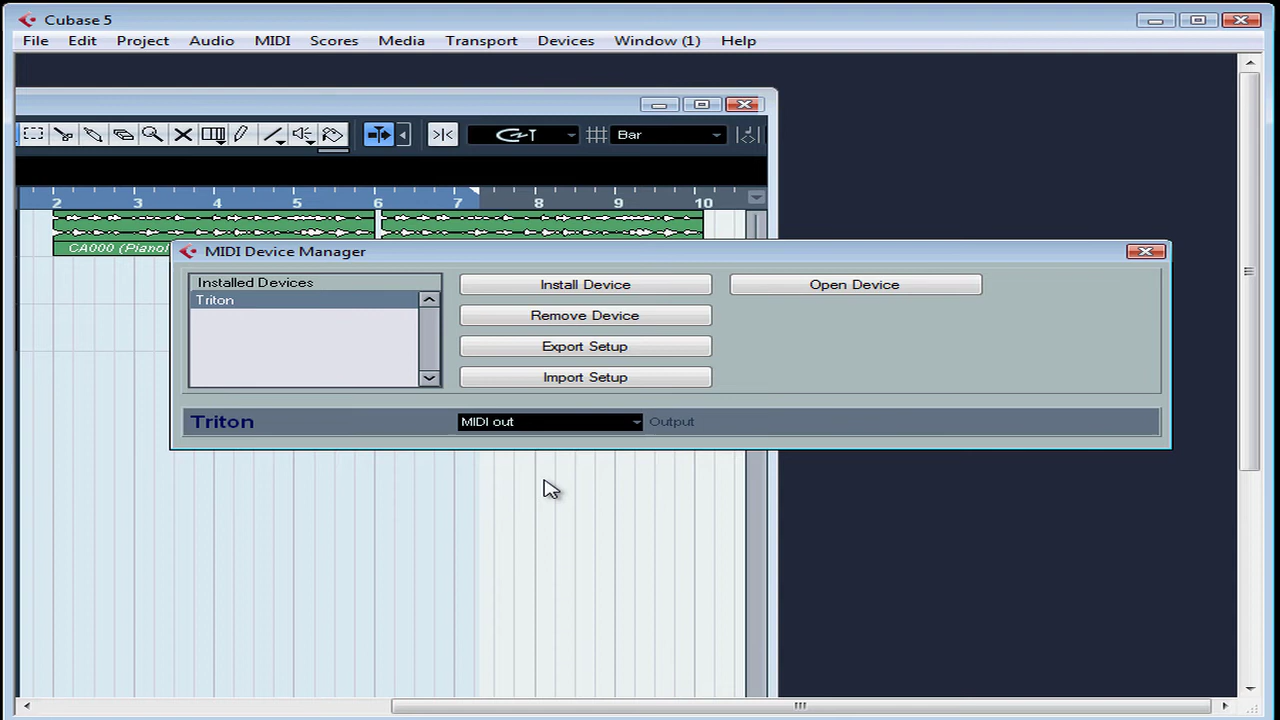 Cubase 5
File Edit Project Audio MIDI Scores Media Transport Devices Window (1) Help
Bar
2 3 4 5 6 7 8 9 10
CA000 (Pianol
MIDI Device Manager
Installed Devices
Triton
Install Device
Open Device
Remove Device
Export Setup
Import Setup
Triton
MIDI out
Output